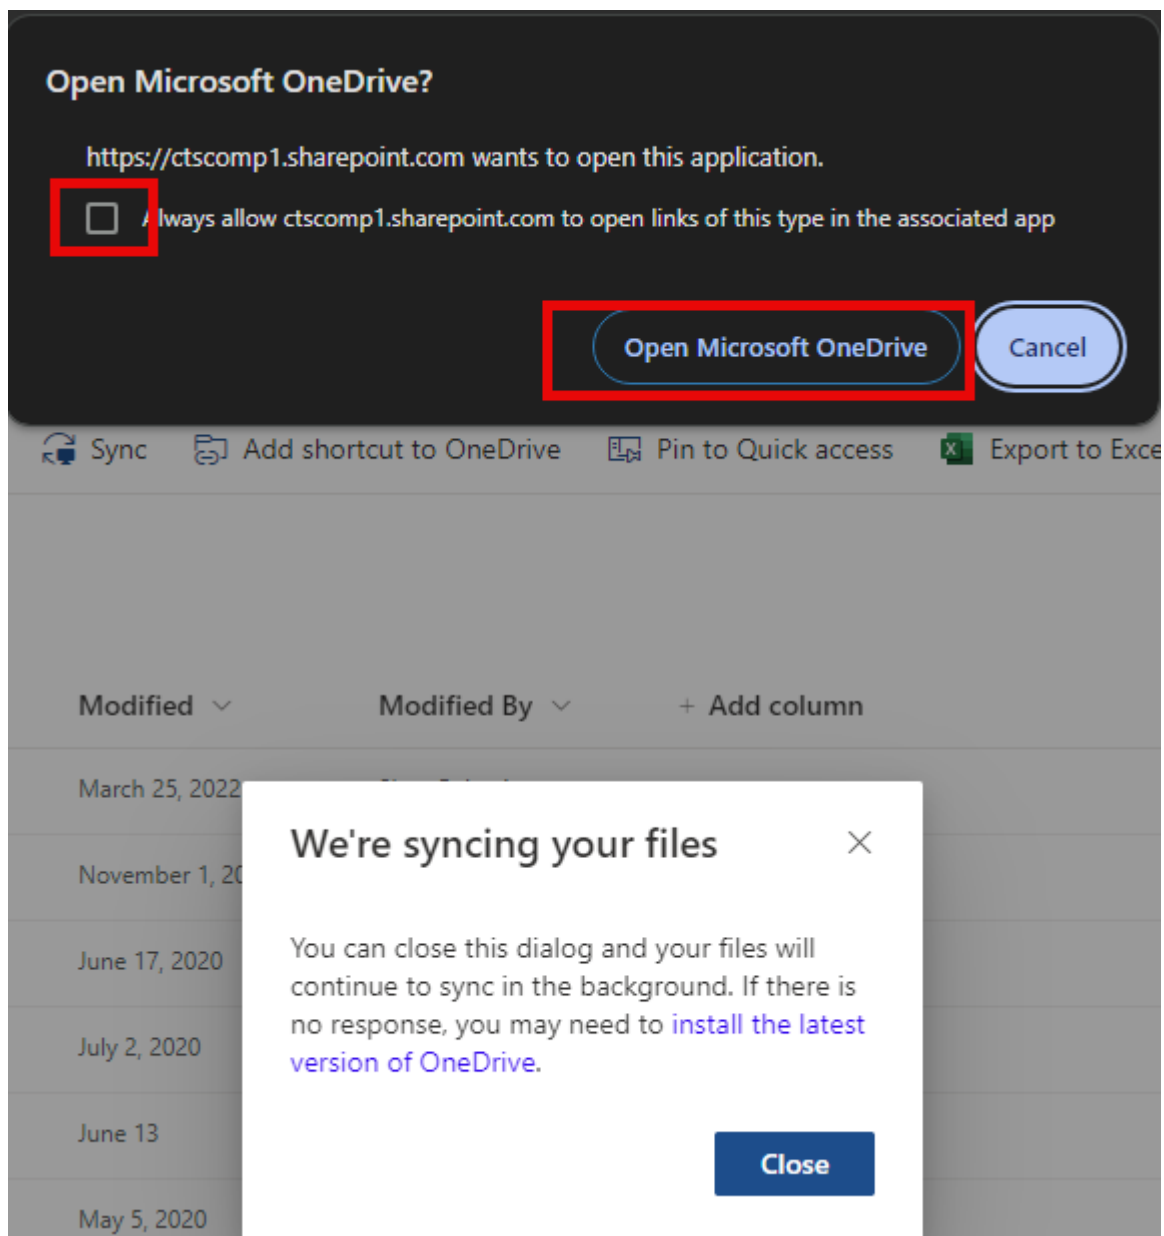 Open Microsoft OneDrive?
https://ctscomp1.sharepoint.com wants to open this application.
Always allow ctscomp1.sharepoint.com to open links of this type in the associated app
Open Microsoft OneDrive Cancel
Sync Add shortcut to OneDrive Pin to Quick access Export to Exce
Modified Modified By + Add column
March 25, 2022
We're syncing your files
November 1, 20
You can close this dialog and your files will
June 17, 2020
continue to sync in the background. If there is
no response, you may need to install the latest
July 2, 2020
version of OneDrive.
June 13
Close
May 5, 2020